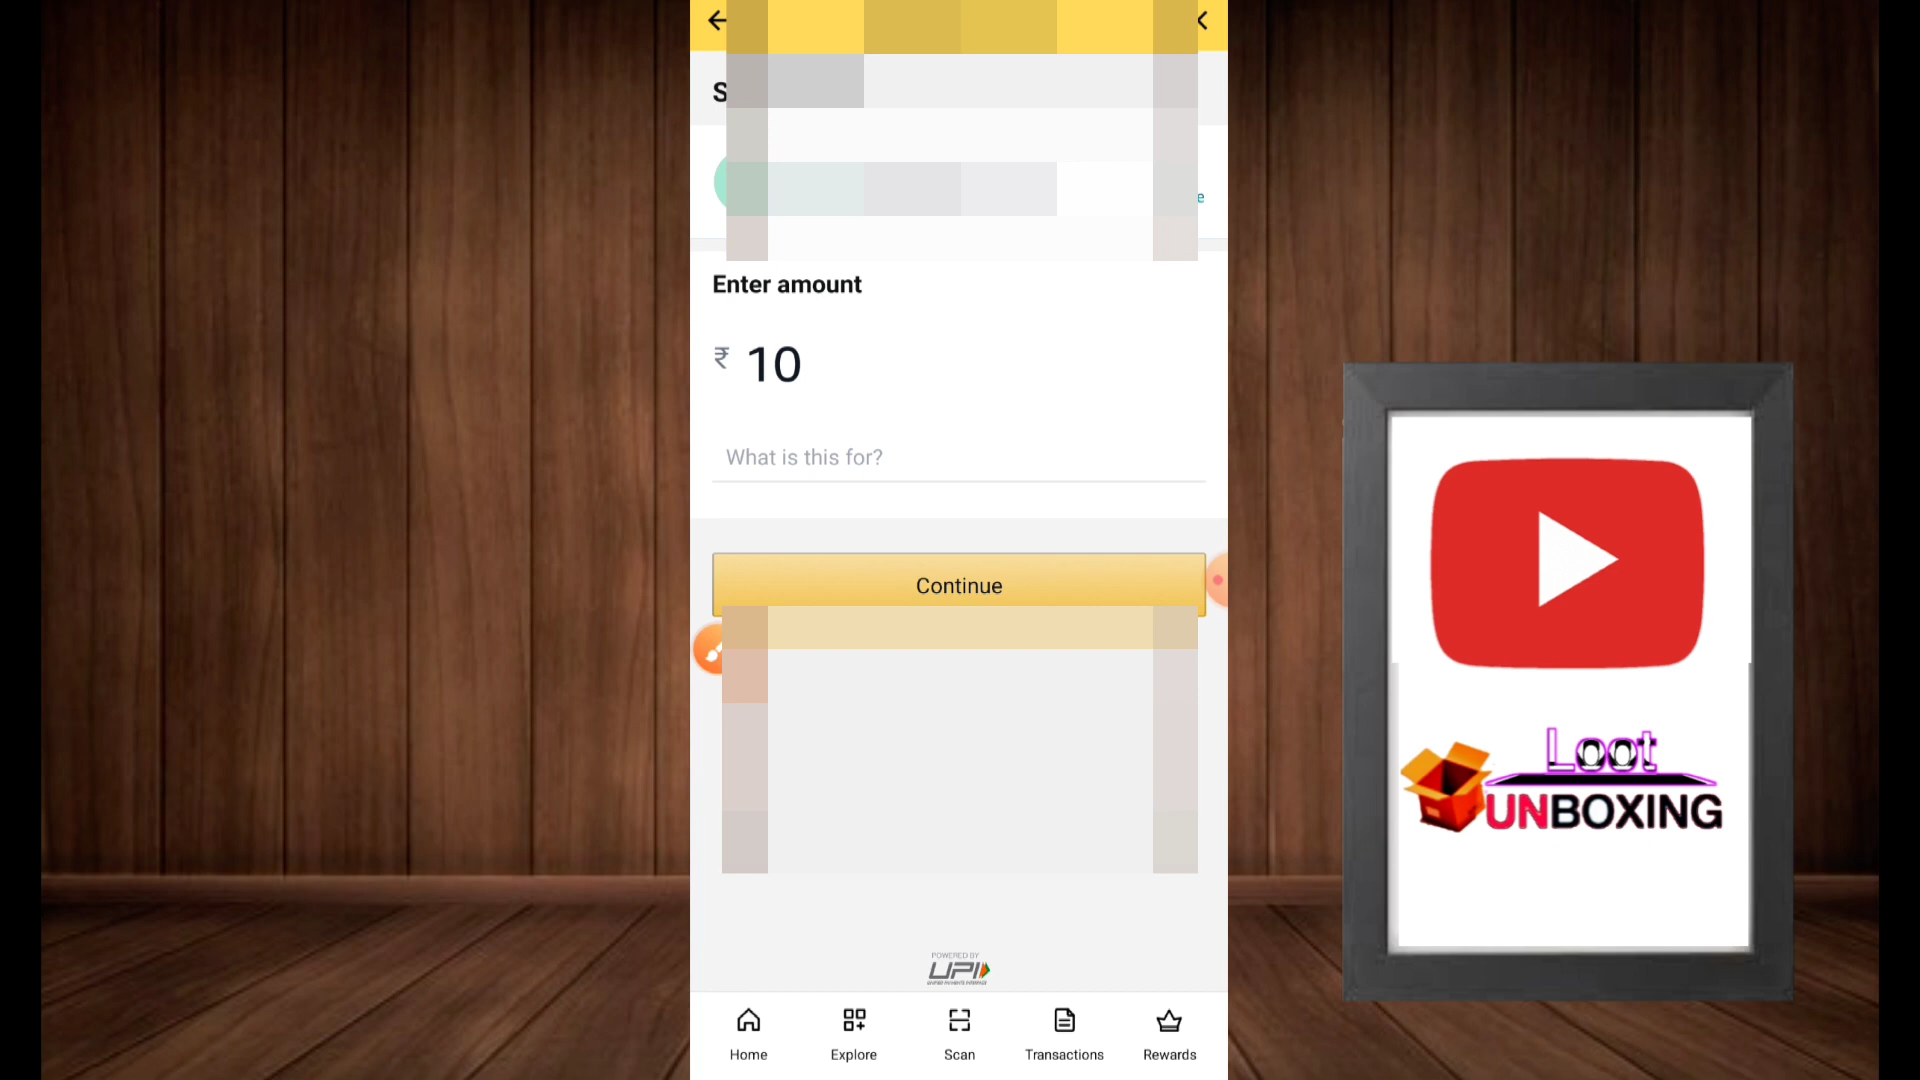 S
e
Enter amount
₹ 10
What is this for?
Continue
POWERED BY
UPI
Home
Explore
Scan
Transactions
Rewards
Loot
UNBOXING